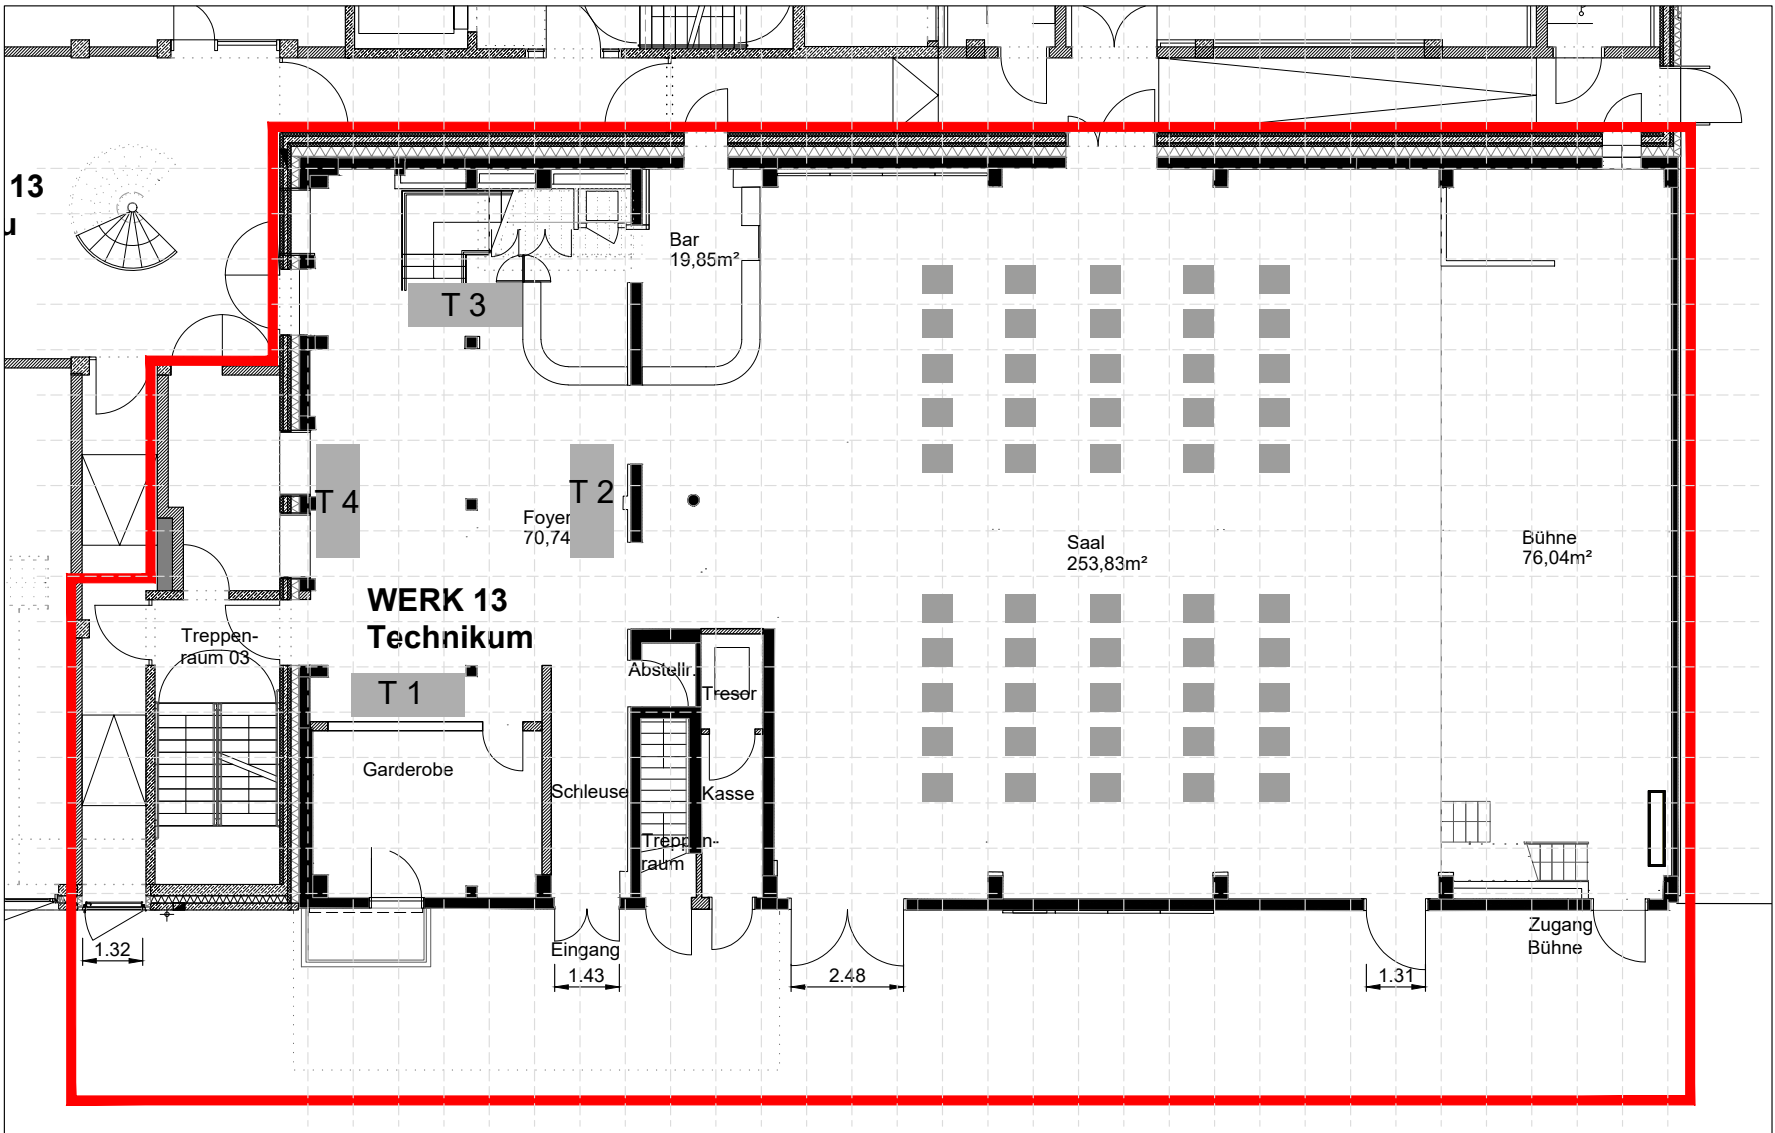 13
u
Bar
19,85m²
T 3
T 4
T 2
Foyer
70,74
Saal
253,83m²
Bühne
76,04m²
WERK 13
Technikum
Treppen-
raum 03
Abstellr.
Tresor
T 1
Garderobe
Schleuse
Kasse
Treppen-
raum
Eingang
Zugang
Bühne
1.32
1.43
2.48
1.31